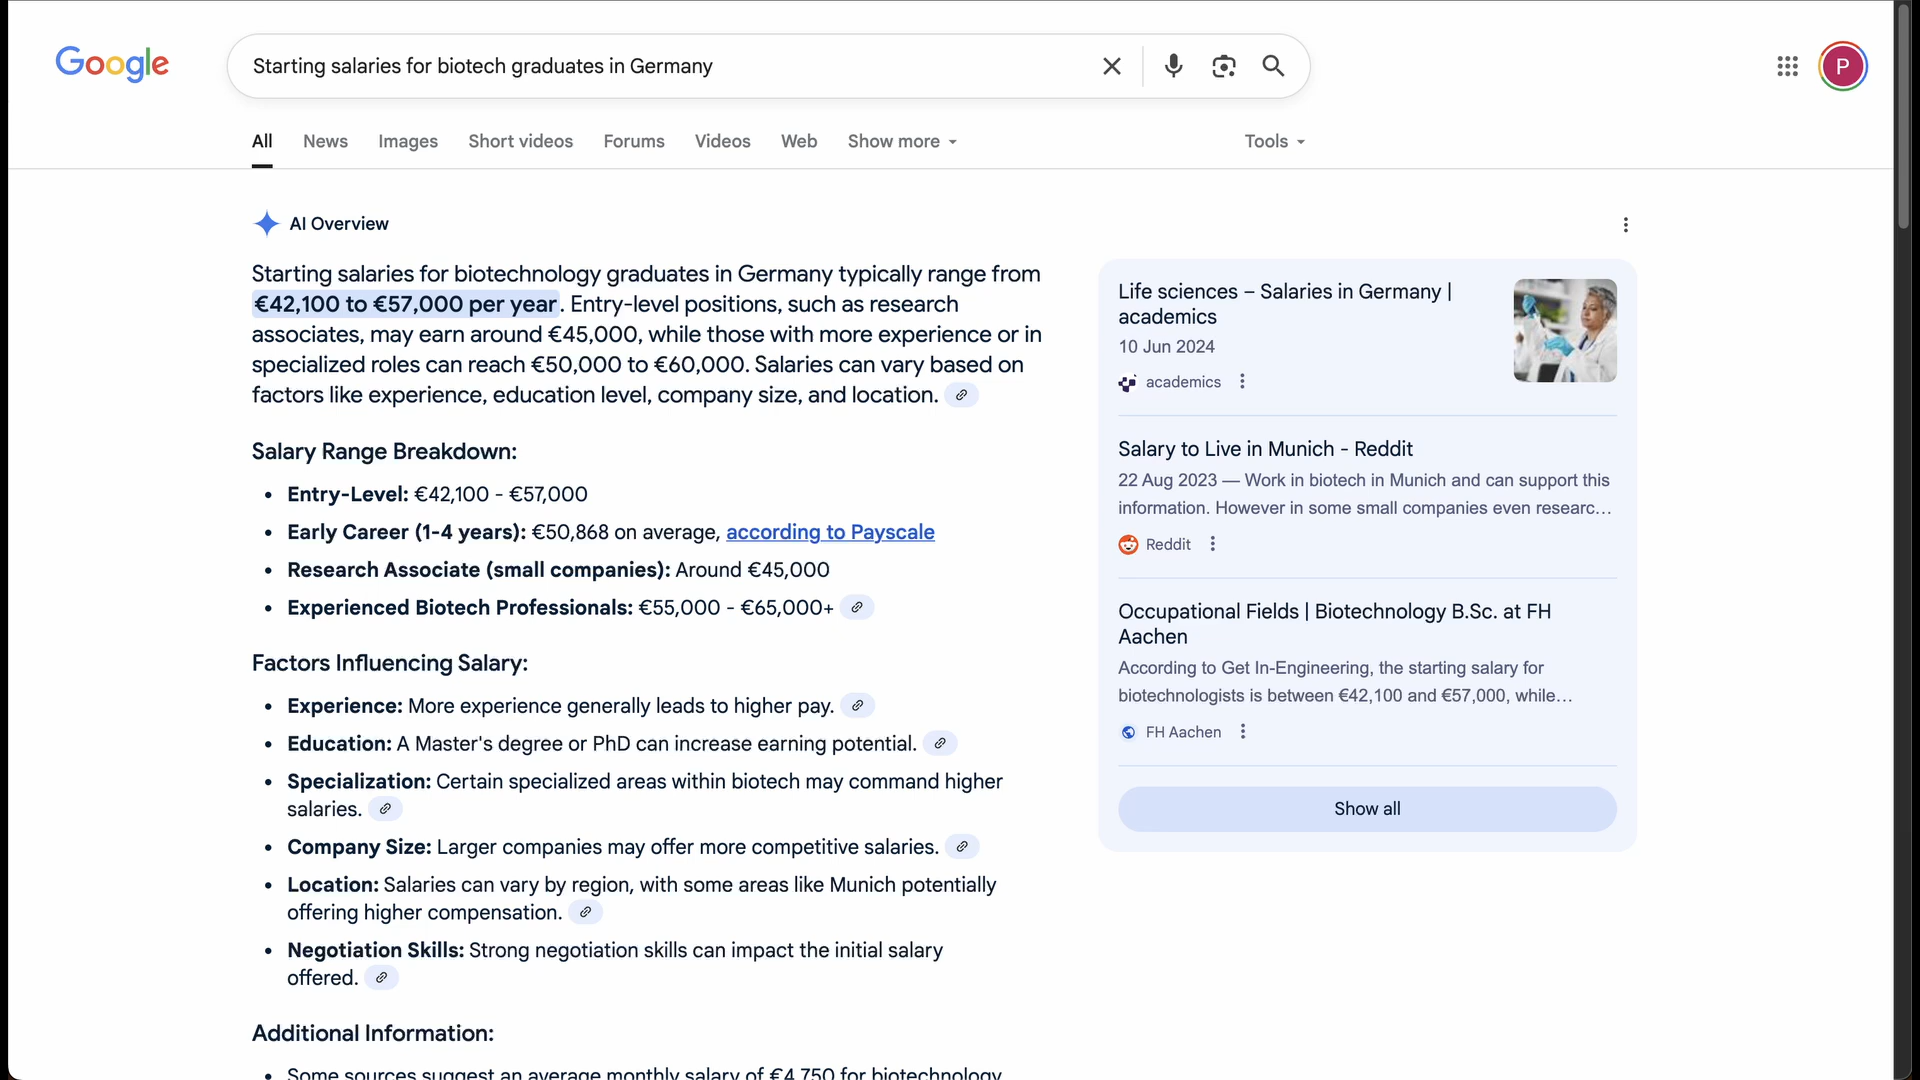 Google
Starting salaries for biotech graduates in Germany
P
All News Images Short videos Forums Videos Web Show more Tools
AI Overview
Starting salaries for biotechnology graduates in Germany typically range from
€42,100 to €57,000 per year. Entry-level positions, such as research
associates, may earn around €45,000, while those with more experience or in
specialized roles can reach €50,000 to €60,000. Salaries can vary based on
factors like experience, education level, company size, and location.
Salary Range Breakdown:
• Entry-Level: €42,100 - €57,000
• Early Career (1-4 years): €50,868 on average, according to Payscale
• Research Associate (small companies): Around €45,000
• Experienced Biotech Professionals: €55,000 - €65,000+
Factors Influencing Salary:
• Experience: More experience generally leads to higher pay.
• Education: A Master's degree or PhD can increase earning potential.
• Specialization: Certain specialized areas within biotech may command higher
salaries.
• Company Size: Larger companies may offer more competitive salaries.
• Location: Salaries can vary by region, with some areas like Munich potentially
offering higher compensation.
• Negotiation Skills: Strong negotiation skills can impact the initial salary
offered.
Additional Information:
• Some sources suggest an average monthly salary of €4,750 for biotechnology
Life sciences – Salaries in Germany |
academics
10 Jun 2024
academics
Salary to Live in Munich - Reddit
22 Aug 2023 — Work in biotech in Munich and can support this
information. However in some small companies even researc...
Reddit
Occupational Fields | Biotechnology B.Sc. at FH
Aachen
According to Get In-Engineering, the starting salary for
biotechnologists is between €42,100 and €57,000, while...
FH Aachen
Show all